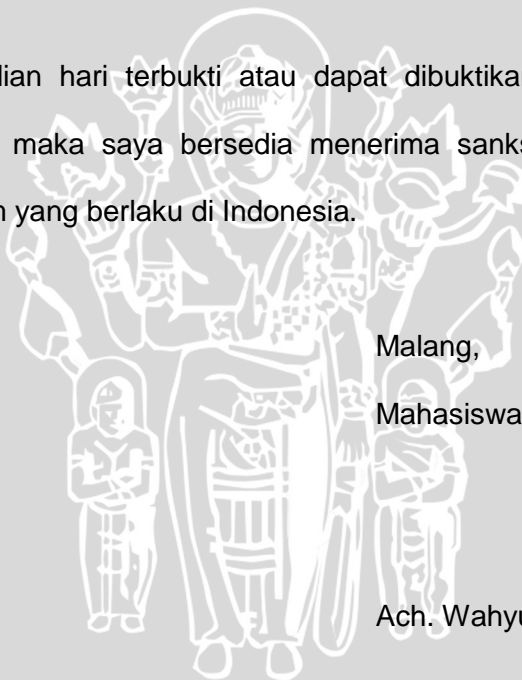 dian hari terbukti atau dapat dibuktika
maka saya bersedia menerima sanks
yang berlaku di Indonesia.
Malang,
Mahasiswa
Ach. Wahyu